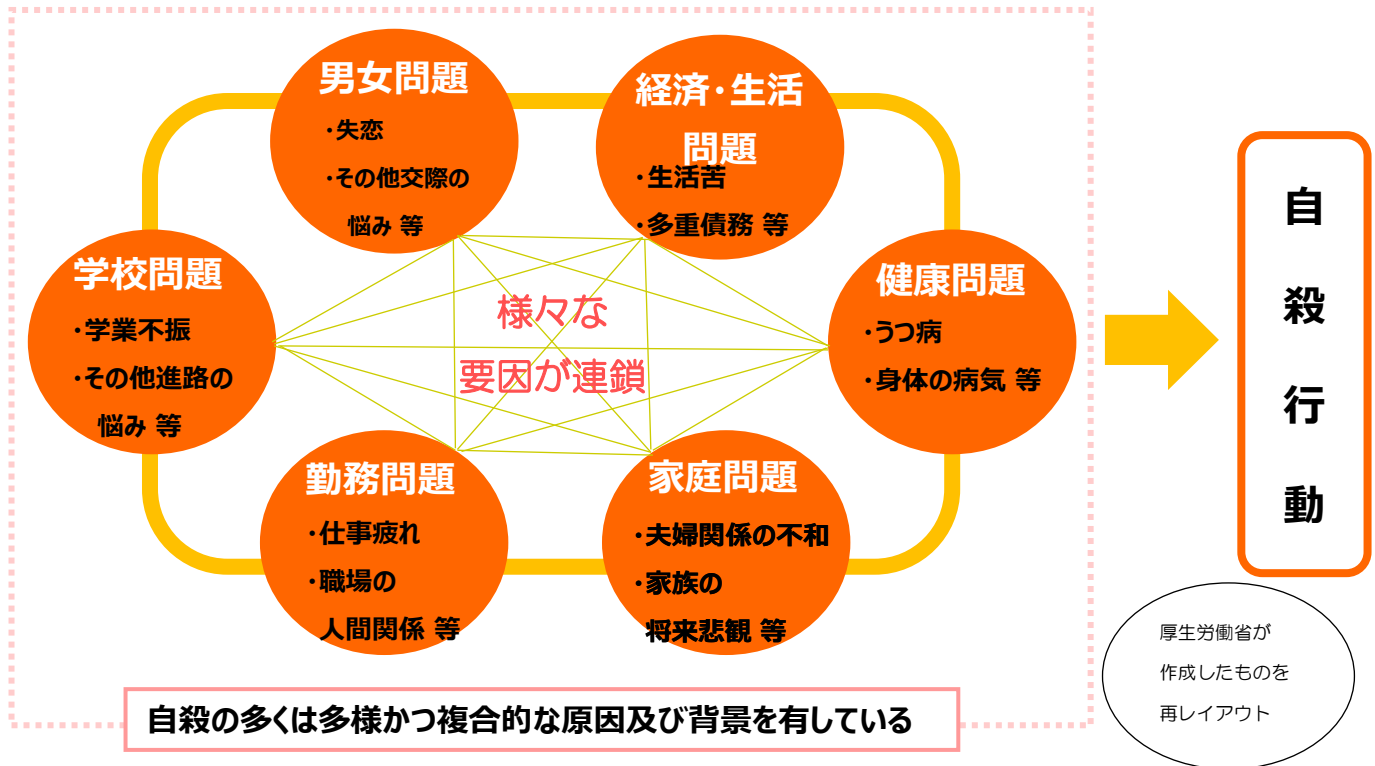 男女問題
・失恋
・その他交際の
悩み 等
経済・生活
問題
・生活苦
・多重債務 等
学校問題
・学業不振
・その他進路の
悩み 等
様々な
要因が連鎖
健康問題
・うつ病
・身体の病気 等
勤務問題
・仕事疲れ
・職場の
人間関係 等
家庭問題
・夫婦関係の不和
・家族の
将来悲観 等
自殺の多くは多様かつ複合的な原因及び背景を有している
自
殺
行
動
厚生労働省が
作成したものを
再レイアウト